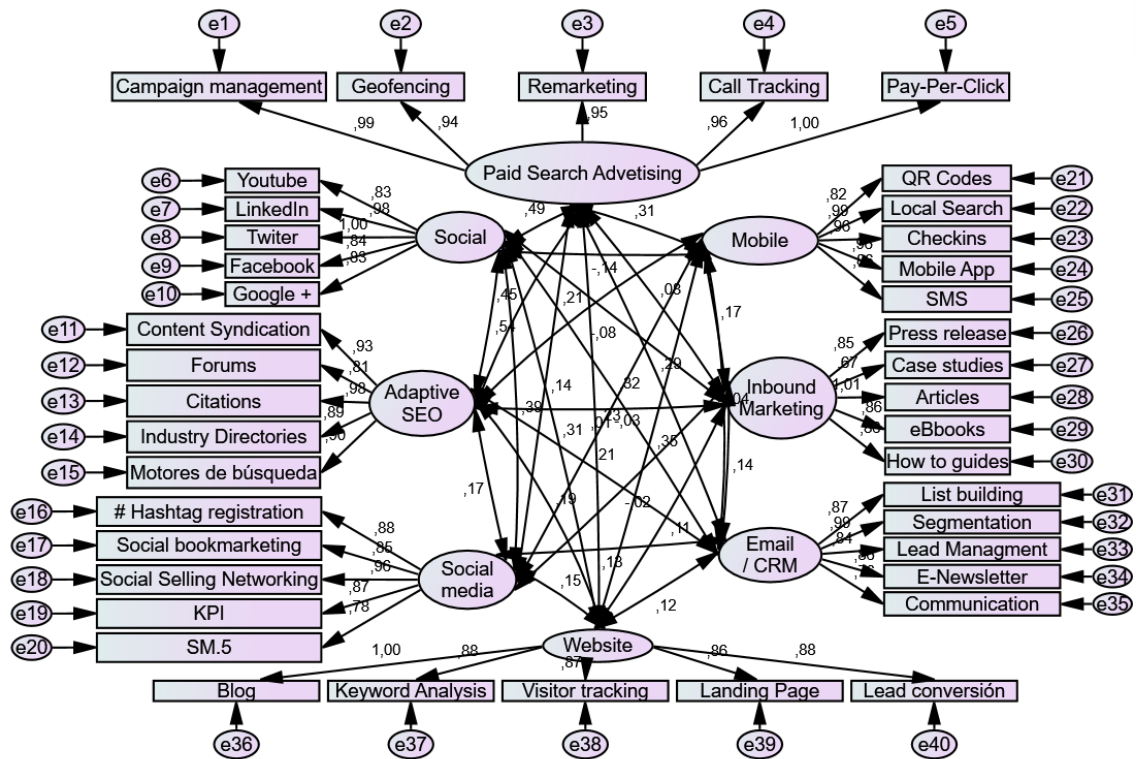 e1 e2 e3 e4 e5
Campaign management Geofencing Remarketing Call Tracking Pay-Per-Click
,99 ,94 ,95 ,96 1,00
Paid Search Advetising
e6 Youtube ,83
e7 LinkedIn ,98
e8 Twiter 1,00
e9 Facebook ,84
e10 Google + ,83
Social
,49 ,31
Mobile
,82 QR Codes e21
,99 Local Search e22
,96 Checkins e23
Mobile App e24
SMS e25
-,14
,45 ,21 ,08 ,17
,54 -,08 ,29
e11 Content Syndication ,93
e12 Forums ,81
e13 Citations ,98
e14 Industry Directories ,89
e15 Motores de búsqueda
Adaptive
SEO
,14 ,32
,39 ,31 ,23 -,03 ,35
,21
Inbound
Marketing
,85 Press release e26
,67 Case studies e27
1,01 Articles e28
,86 eBbooks e29
How to guides e30
,17 ,19 -,02 ,14
,11
e16 # Hashtag registration ,88
e17 Social bookmarketing ,85
e18 Social Selling Networking ,96
e19 KPI ,87
e20 SM.5 ,78
Social
media
,15 ,13 ,12
Email
/ CRM
,87 List building e31
,99 Segmentation e32
,84 Lead Managment e33
E-Newsletter e34
Communication e35
Website
1,00 ,88 ,87 ,86 ,88
Blog Keyword Analysis Visitor tracking Landing Page Lead conversión
e36 e37 e38 e39 e40